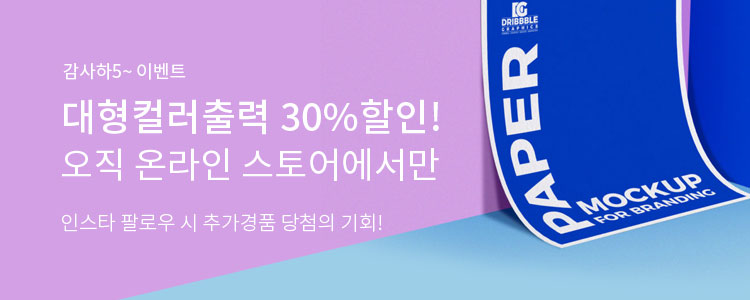 감사하5~ 이벤트
대형컬러출력 30%할인!
오직 온라인 스토어에서만
인스타 팔로우 시 추가경품 당첨의 기회!
DG
DRIBBBLE
GRAPHICS
PAPER
MOCKUP
FOR BRANDING